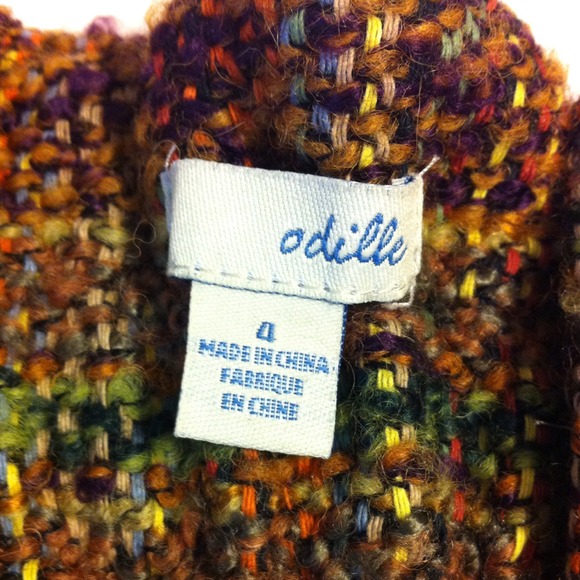 odille
4
MADE IN CHINA
FABRIQUE
EN CHINE